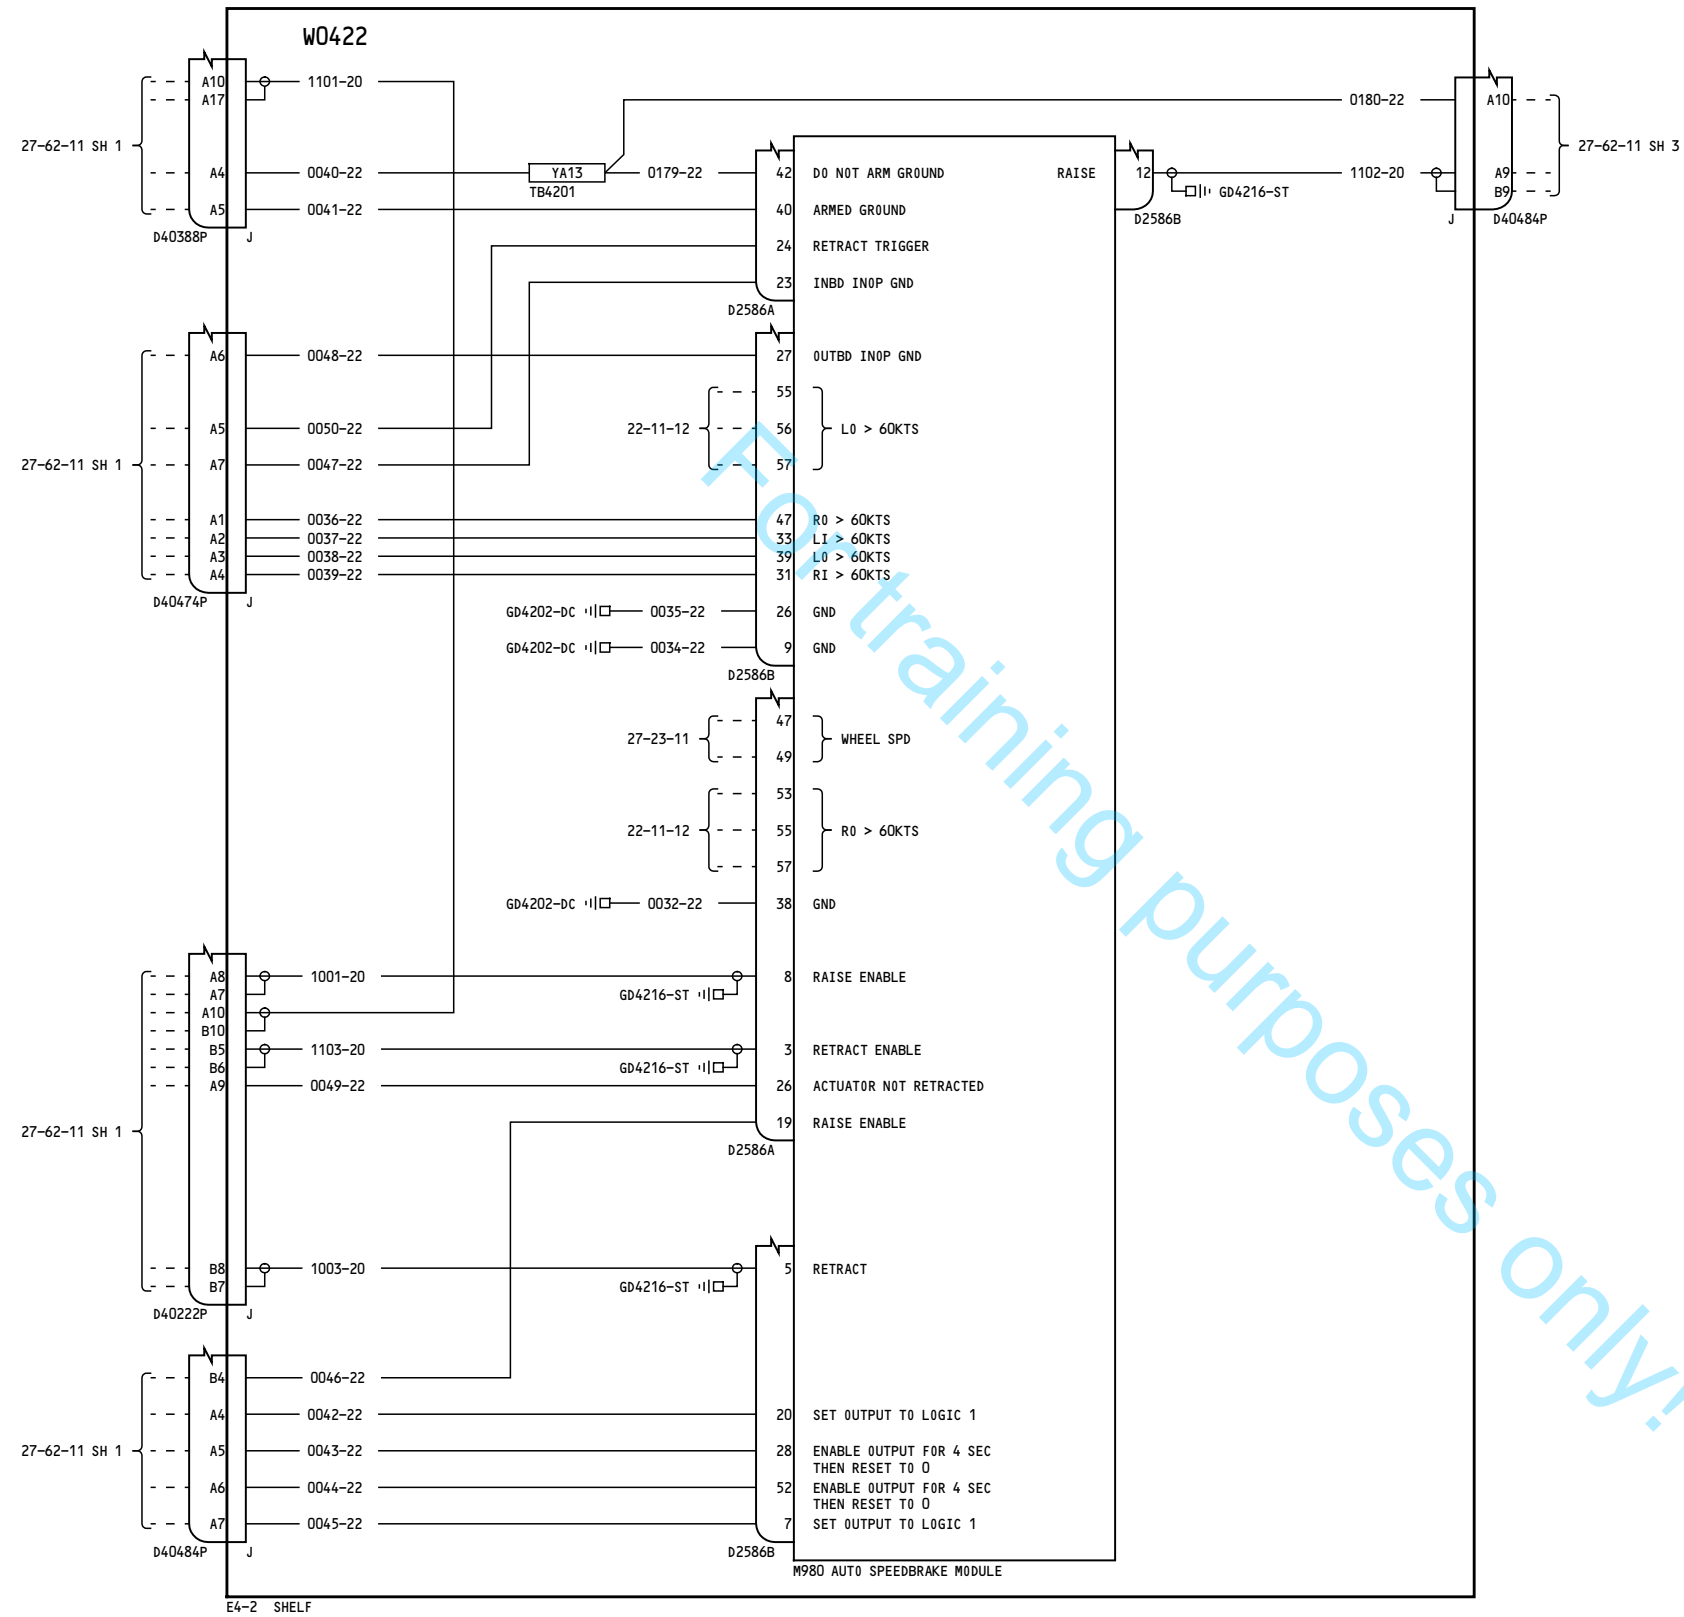 W0422
A10 1101-20
A17
0180-22 A10
27-62-11 SH 1
27-62-11 SH 3
A4 0040-22 YA13 0179-22 42 DO NOT ARM GROUND RAISE 12 1102-20 A9
TB4201
GD4216-ST B9
A5 0041-22 40 ARMED GROUND
D2586B J D40484P
D40388P J
24 RETRACT TRIGGER
23 INBD INOP GND
D2586A
A6 0048-22 27 OUTBD INOP GND
55
A5 0050-22 22-11-12 56 LO > 60KTS
27-62-11 SH 1 A7 0047-22 57
A1 0036-22 47 RO > 60KTS
A2 0037-22 33 LI > 60KTS
A3 0038-22 39 LO > 60KTS
A4 0039-22 31 RI > 60KTS
D40474P J
GD4202-DC 0035-22 26 GND
GD4202-DC 0034-22 9 GND
D2586B
47
27-23-11 WHEEL SPD
49
53
22-11-12 55 RO > 60KTS
57
GD4202-DC 0032-22 38 GND
A8 1001-20 8 RAISE ENABLE
A7 GD4216-ST
A10
B10
B5 1103-20 3 RETRACT ENABLE
B6 GD4216-ST
A9 0049-22 26 ACTUATOR NOT RETRACTED
27-62-11 SH 1
19 RAISE ENABLE
D2586A
B8 1003-20 5 RETRACT
B7 GD4216-ST
D40222P J
B4 0046-22
A4 0042-22 20 SET OUTPUT TO LOGIC 1
27-62-11 SH 1 A5 0043-22 28 ENABLE OUTPUT FOR 4 SEC
THEN RESET TO 0
A6 0044-22 52 ENABLE OUTPUT FOR 4 SEC
THEN RESET TO 0
A7 0045-22 7 SET OUTPUT TO LOGIC 1
D40484P J D2586B
M980 AUTO SPEEDBRAKE MODULE
E4-2 SHELF
For training purposes only!